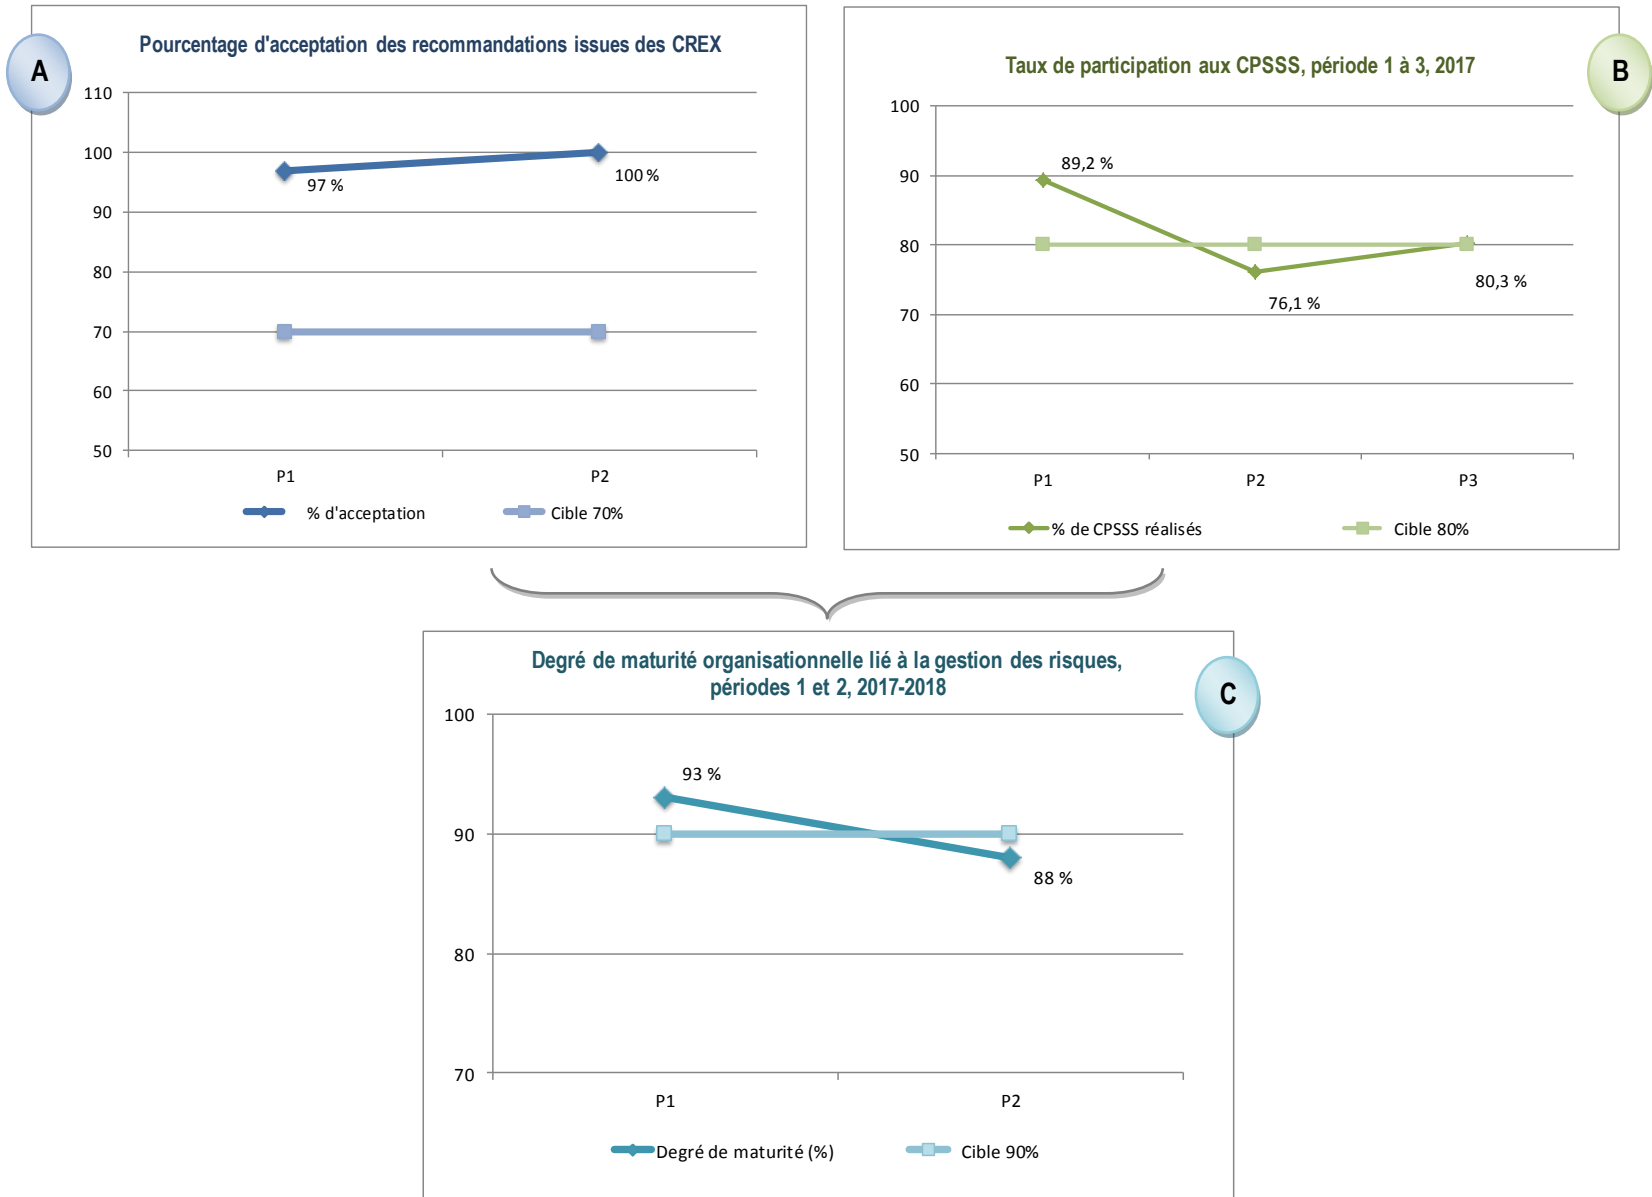 A
Pourcentage d'acceptation des recommandations issues des CREX
110
100
90
80
70
60
50
97 %
100 %
P1
P2
% d'acceptation
Cible 70%
B
Taux de participation aux CPSSS, période 1 à 3, 2017
100
90
80
70
60
50
89,2 %
76,1 %
80,3 %
P1
P2
P3
% de CPSSS réalisés
Cible 80%
C
Degré de maturité organisationnelle lié à la gestion des risques,
périodes 1 et 2, 2017-2018
100
90
80
70
93 %
88 %
P1
P2
Degré de maturité (%)
Cible 90%